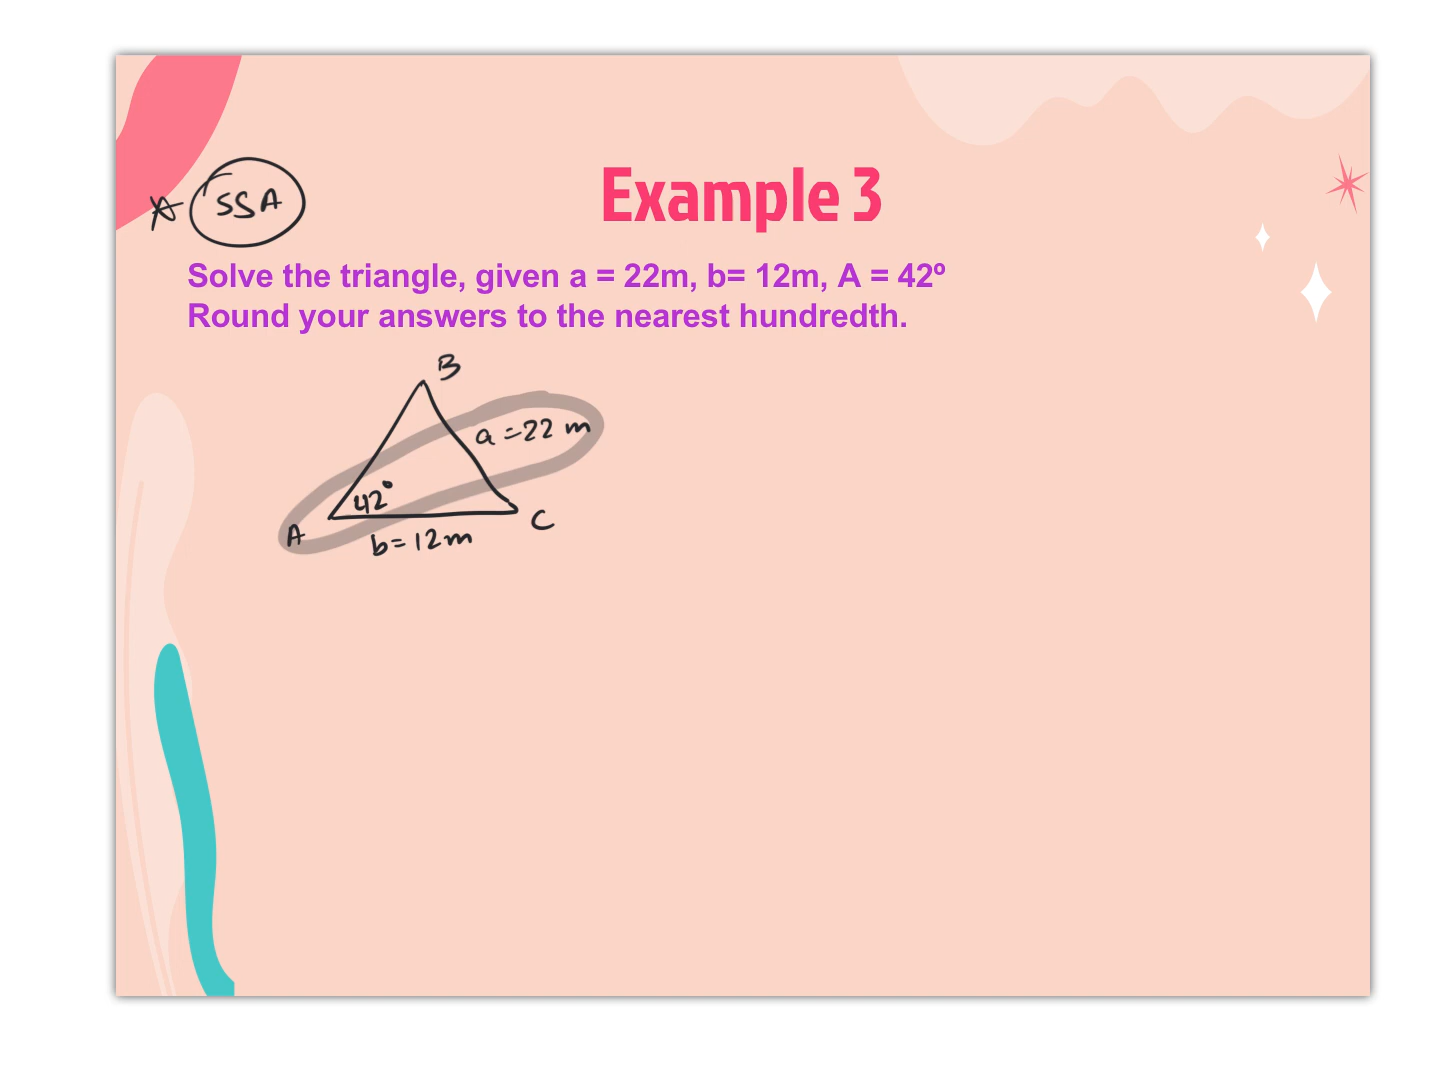 Example 3
☆ SSA
Solve the triangle, given a = 22m, b= 12m, A = 42º
Round your answers to the nearest hundredth.
B
a = 22 m
42°
A
C
b = 12m